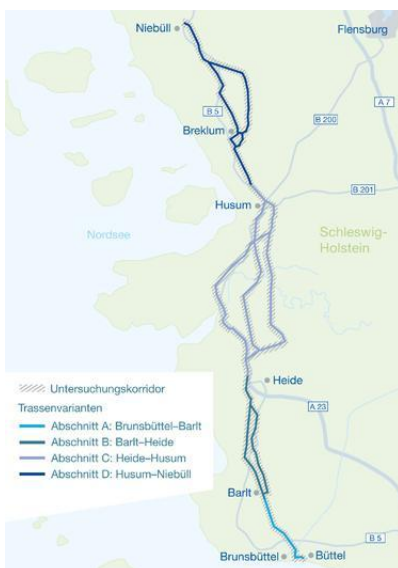 Niebüll
Flensburg
A 7
B 5
B 200
Breklum
B 201
Husum
Nordsee
Schleswig-
Holstein
Untersuchungskorridor
Trassenvarianten
Abschnitt A: Brunsbüttel–Barlt
Abschnitt B: Barlt–Heide
Abschnitt C: Heide–Husum
Abschnitt D: Husum–Niebüll
Heide
A 23
Barlt
B 5
Brunsbüttel
Büttel